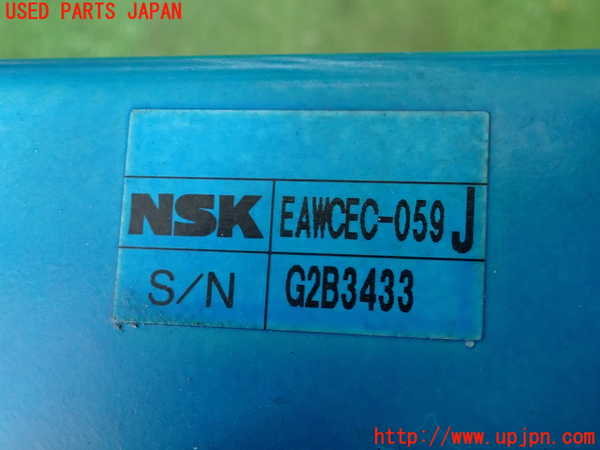 USED PARTS JAPAN
NSK EAWCEC-059 J
S/N G2B3433
http://www.upjpn.com